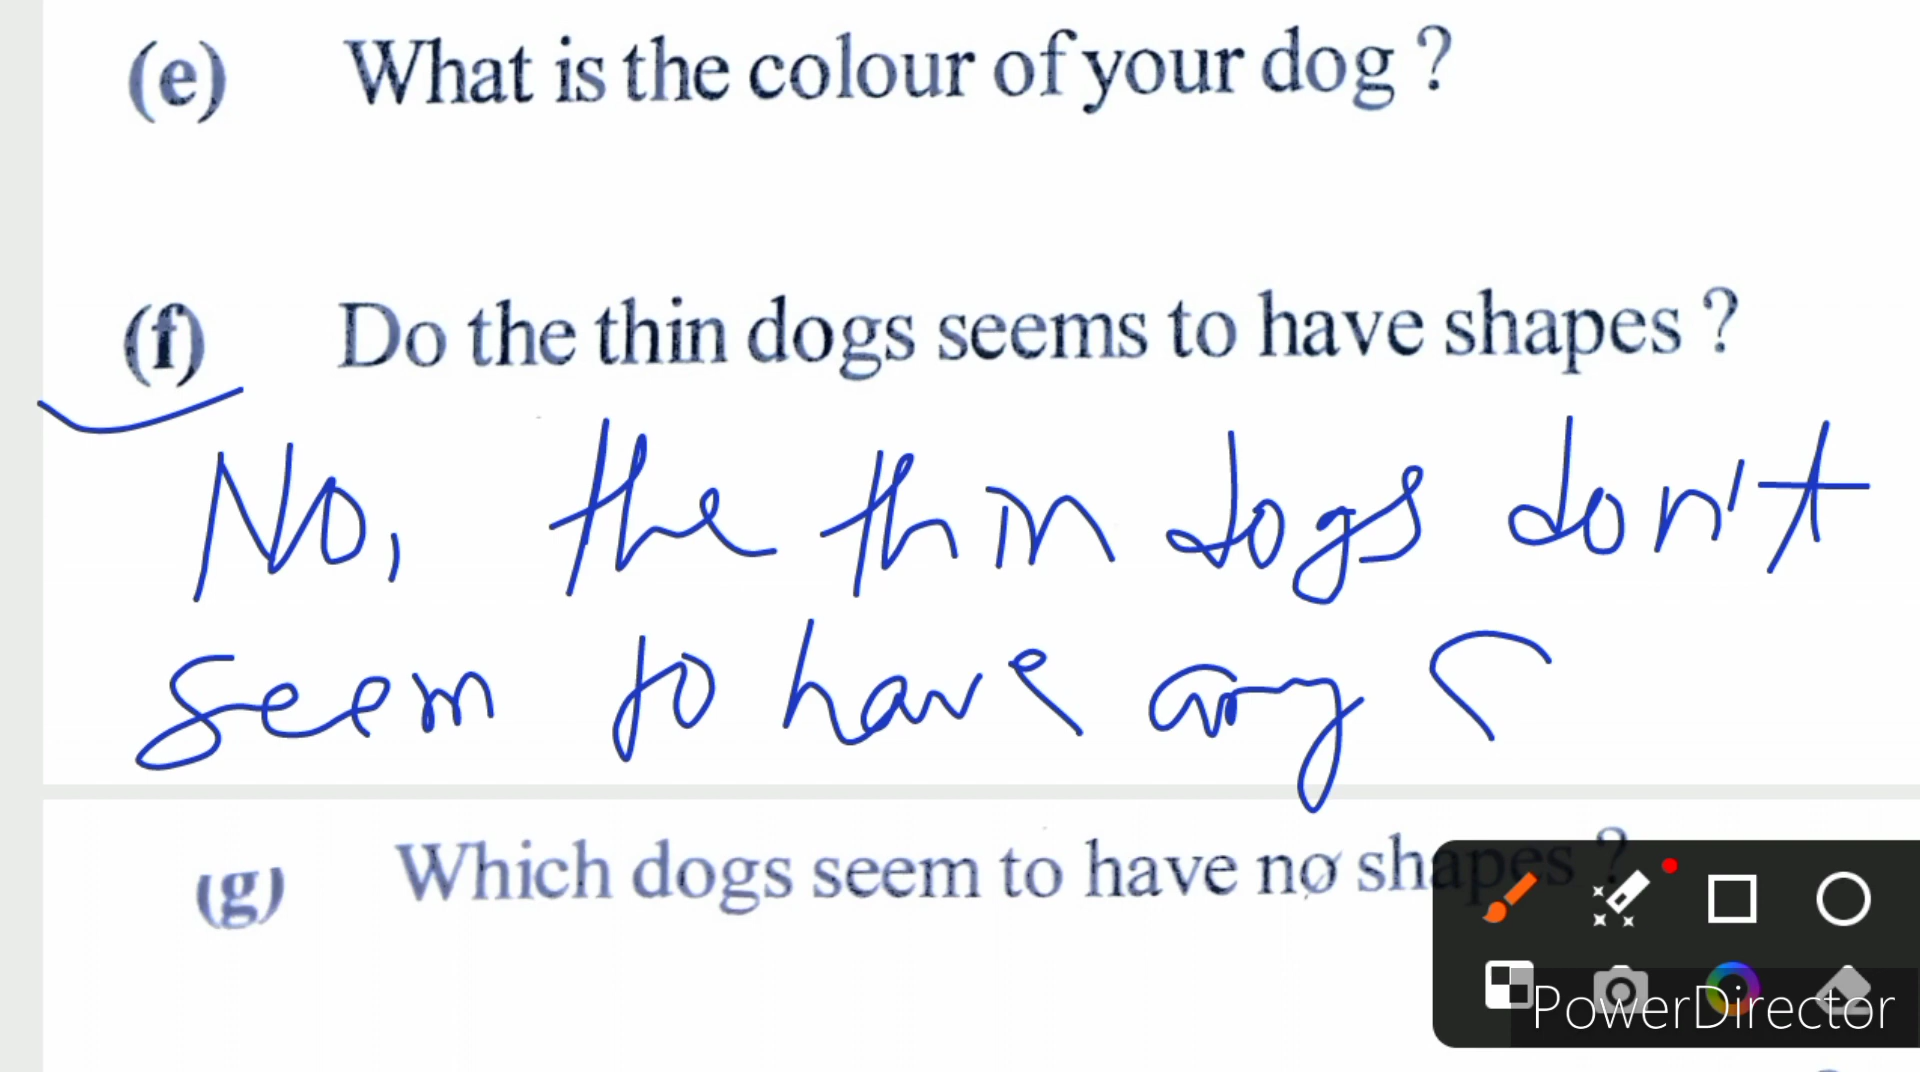 (e) What is the colour of your dog ?
(f) Do the thin dogs seems to have shapes ?
No, the thin dogs don't
seem to have any
(g) Which dogs seem to have no shapes ?
PowerDirector